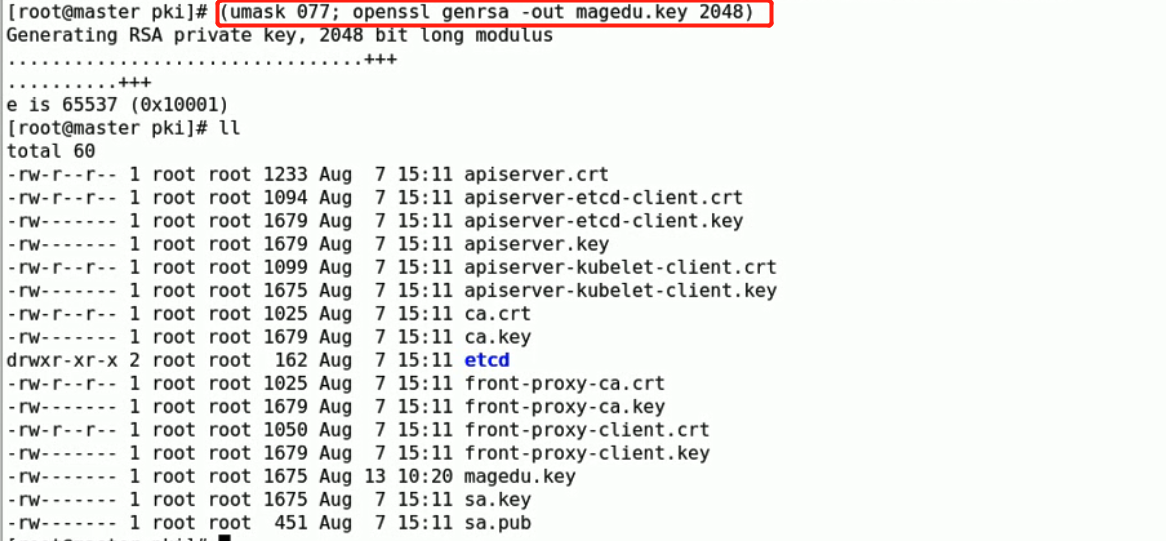 [root@master pki]# (umask 077; openssl genrsa -out magedu.key 2048)
Generating RSA private key, 2048 bit long modulus
................................+++
..........+++
e is 65537 (0x10001)
[root@master pki]# ll
total 60
-rw-r--r-- 1 root root 1233 Aug  7 15:11 apiserver.crt
-rw-r--r-- 1 root root 1094 Aug  7 15:11 apiserver-etcd-client.crt
-rw------- 1 root root 1679 Aug  7 15:11 apiserver-etcd-client.key
-rw------- 1 root root 1679 Aug  7 15:11 apiserver.key
-rw-r--r-- 1 root root 1099 Aug  7 15:11 apiserver-kubelet-client.crt
-rw------- 1 root root 1675 Aug  7 15:11 apiserver-kubelet-client.key
-rw-r--r-- 1 root root 1025 Aug  7 15:11 ca.crt
-rw------- 1 root root 1679 Aug  7 15:11 ca.key
drwxr-xr-x 2 root root  162 Aug  7 15:11 etcd
-rw-r--r-- 1 root root 1025 Aug  7 15:11 front-proxy-ca.crt
-rw------- 1 root root 1679 Aug  7 15:11 front-proxy-ca.key
-rw-r--r-- 1 root root 1050 Aug  7 15:11 front-proxy-client.crt
-rw------- 1 root root 1679 Aug  7 15:11 front-proxy-client.key
-rw------- 1 root root 1675 Aug 13 10:20 magedu.key
-rw------- 1 root root 1675 Aug  7 15:11 sa.key
-rw------- 1 root root  451 Aug  7 15:11 sa.pub